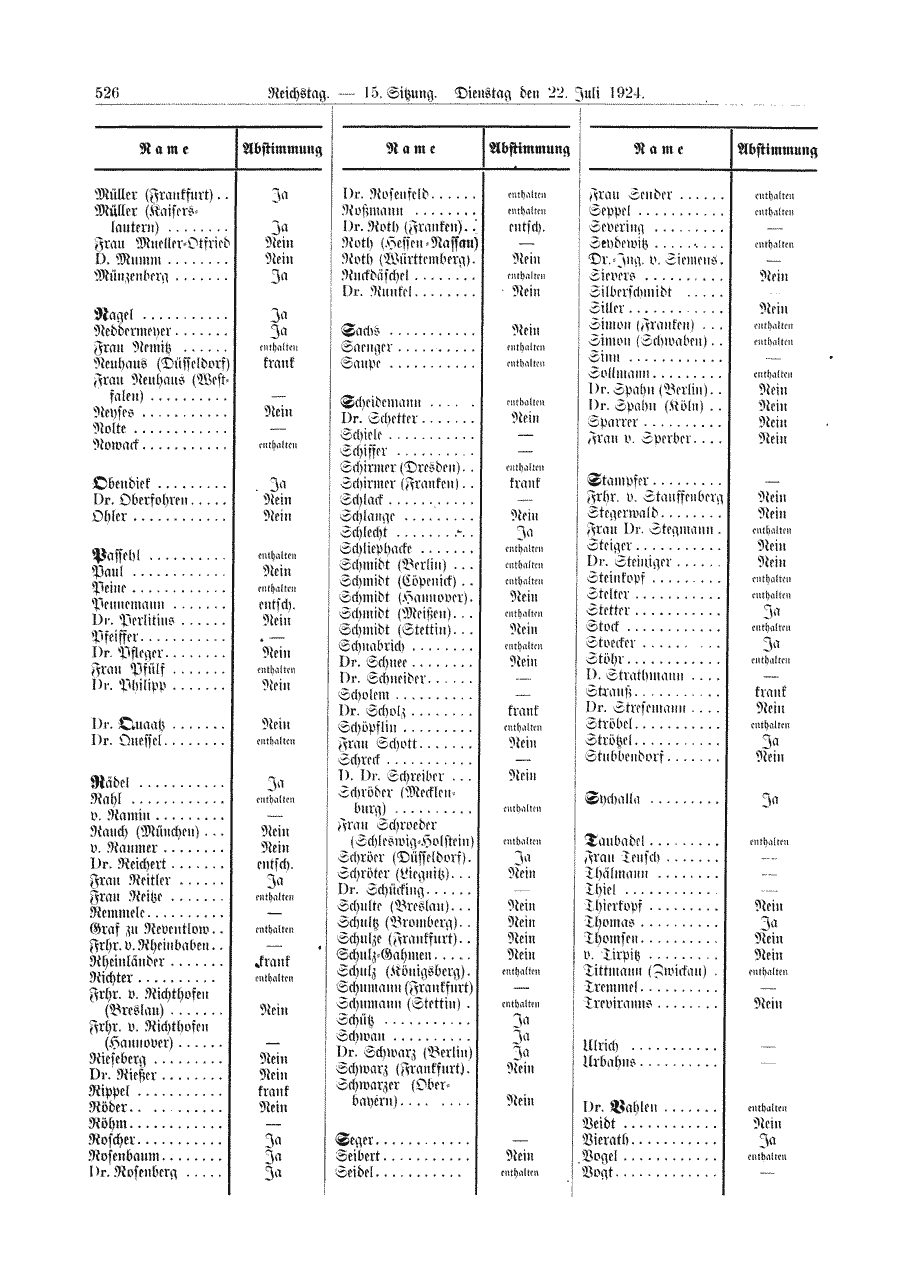 526 Reichstag. — 15. Sitzung. Dienstag den 22. Juli 1924.
Name Abstimmung
Müller (Frankfurt) . . Ja
Müller (Kaisers-
lautern) . . . . . . . . Ja
Frau Mueller-Otfried Nein
D. Mumm . . . . . . . . Nein
Münzenberg . . . . . . . Ja
Nagel . . . . . . . . . . . Ja
Neddermeyer . . . . . . . Ja
Frau Nemitz . . . . . . enthalten
Neuhaus (Düsseldorf) krank
Frau Neuhaus (West-
falen) . . . . . . . . . . —
Neyses . . . . . . . . . . . Nein
Nolte . . . . . . . . . . . . —
Nowack . . . . . . . . . . . enthalten
Obendiek . . . . . . . . . . Ja
Dr. Oberfohren . . . . . Nein
Ohler . . . . . . . . . . . . Nein
Passehl . . . . . . . . . . enthalten
Paul . . . . . . . . . . . . Nein
Peine . . . . . . . . . . . . enthalten
Pennemann . . . . . . . entsch.
Dr. Perlitius . . . . . . Nein
Pfeiffer . . . . . . . . . . . —
Dr. Pfleger . . . . . . . . Nein
Frau Pfülf . . . . . . . enthalten
Dr. Philipp . . . . . . . Nein
Dr. Quaatz . . . . . . . Nein
Dr. Quessel . . . . . . . . enthalten
Rädel . . . . . . . . . . . Ja
Rahl . . . . . . . . . . . . enthalten
v. Ramin . . . . . . . . . —
Rauch (München) . . . Nein
v. Raumer . . . . . . . . Nein
Dr. Reichert . . . . . . . entsch.
Frau Reitler . . . . . . Ja
Frau Reitze . . . . . . . enthalten
Remmele . . . . . . . . . . —
Graf zu Reventlow . . enthalten
Frhr. v. Rheinbaben . . —
Rheinländer . . . . . . . krank
Richter . . . . . . . . . . . enthalten
Frhr. v. Richthofen
(Breslau) . . . . . . . Nein
Frhr. v. Richthofen
(Hannover) . . . . . . —
Rieseberg . . . . . . . . . Nein
Dr. Rießer . . . . . . . . Nein
Rippel . . . . . . . . . . . krank
Röder . . . . . . . . . . . Nein
Röhm . . . . . . . . . . . . —
Roscher . . . . . . . . . . . Ja
Rosenbaum . . . . . . . . Ja
Dr. Rosenberg . . . . . Ja
Name Abstimmung
Dr. Rosenfeld . . . . . . enthalten
Roßmann . . . . . . . . enthalten
Dr. Roth (Franken) . . entsch.
Roth (Hessen-Nassau) —
Roth (Württemberg) . Nein
Ruckdäschel . . . . . . . enthalten
Dr. Runkel . . . . . . . . Nein
Sachs . . . . . . . . . . . Nein
Saenger . . . . . . . . . . enthalten
Saupe . . . . . . . . . . . enthalten
Scheidemann . . . . . enthalten
Dr. Schetter . . . . . . . Nein
Schiele . . . . . . . . . . . —
Schiffer . . . . . . . . . . —
Schirmer (Dresden) . . enthalten
Schirmer (Franken) . . krank
Schlack . . . . . . . . . . . —
Schlange . . . . . . . . . Nein
Schlecht . . . . . . . . . . Ja
Schliephacke . . . . . . . enthalten
Schmidt (Berlin) . . . enthalten
Schmidt (Cöpenick) . . enthalten
Schmidt (Hannover) . Nein
Schmidt (Meißen) . . . enthalten
Schmidt (Stettin) . . . Nein
Schnabrich . . . . . . . . enthalten
Dr. Schnee . . . . . . . . Nein
Dr. Schneider . . . . . . —
Scholem . . . . . . . . . . —
Dr. Scholz . . . . . . . . krank
Schöpflin . . . . . . . . . enthalten
Frau Schott . . . . . . . Nein
Schreck . . . . . . . . . . . —
D. Dr. Schreiber . . . Nein
Schröder (Mecklen-
burg) . . . . . . . . . . enthalten
Frau Schroeder
(Schleswig-Holstein) enthalten
Schröer (Düsseldorf) . Ja
Schröter (Liegnitz) . . . Nein
Dr. Schücking . . . . . . —
Schulte (Breslau) . . . Nein
Schultz (Bromberg) . . Nein
Schulze (Frankfurt) . . Nein
Schulz-Gahmen . . . . . Nein
Schulz (Königsberg) . enthalten
Schumann (Frankfurt) —
Schumann (Stettin) . enthalten
Schütz . . . . . . . . . . . Ja
Schwan . . . . . . . . . . . Ja
Dr. Schwarz (Berlin) Ja
Schwarz (Frankfurt) . Nein
Schwarzer (Ober-
bayern) . . . . . . . . Nein
Seger . . . . . . . . . . . . —
Seibert . . . . . . . . . . . Nein
Seidel . . . . . . . . . . . enthalten
Name Abstimmung
Frau Sender . . . . . . enthalten
Seppel . . . . . . . . . . . enthalten
Severing . . . . . . . . . —
Seydewitz . . . . . . . . . enthalten
Dr.-Ing. v. Siemens . —
Sievers . . . . . . . . . . Nein
Silberschmidt . . . . .
Siller . . . . . . . . . . . . Nein
Simon (Franken) . . . enthalten
Simon (Schwaben) . . enthalten
Sinn . . . . . . . . . . . . —
Sollmann . . . . . . . . . enthalten
Dr. Spahn (Berlin) . . Nein
Dr. Spahn (Köln) . . Nein
Sparrer . . . . . . . . . . Nein
Frau v. Sperber . . . . Nein
Stampfer . . . . . . . . . —
Frhr. v. Stauffenberg Nein
Stegerwald . . . . . . . . Nein
Frau Dr. Stegmann . enthalten
Steiger . . . . . . . . . . . Nein
Dr. Steiniger . . . . . . Nein
Steinkopf . . . . . . . . . enthalten
Stelter . . . . . . . . . . . enthalten
Stetter . . . . . . . . . . . Ja
Stock . . . . . . . . . . . . enthalten
Stoecker . . . . . . . . . Ja
Stöhr . . . . . . . . . . . . enthalten
D. Strathmann . . . . —
Strauß . . . . . . . . . . . krank
Dr. Stresemann . . . . Nein
Ströbel . . . . . . . . . . . enthalten
Strötzel . . . . . . . . . . . Ja
Stubbendorf . . . . . . . Nein
Sychalla . . . . . . . . . Ja
Taubadel . . . . . . . . . enthalten
Frau Teusch . . . . . . . —
Thälmann . . . . . . . . —
Thiel . . . . . . . . . . . . —
Thierkopf . . . . . . . . . Nein
Thomas . . . . . . . . . . Ja
Thomsen . . . . . . . . . . Nein
v. Tirpitz . . . . . . . . . Nein
Tittmann (Zwickau) . enthalten
Tremmel . . . . . . . . . . —
Treviranus . . . . . . . . Nein
Ulrich . . . . . . . . . . . —
Urbahns . . . . . . . . . . —
Dr. Vahlen . . . . . . . enthalten
Veidt . . . . . . . . . . . . Nein
Vierath . . . . . . . . . . . Ja
Vogel . . . . . . . . . . . . enthalten
Vogt . . . . . . . . . . . . . —